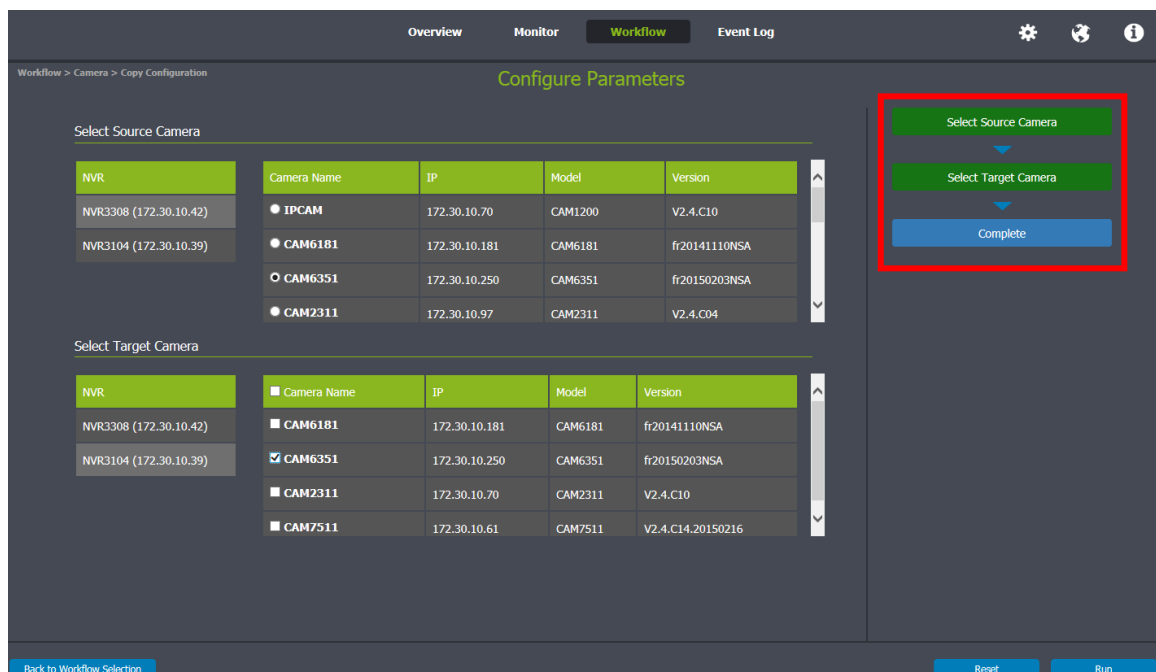 Overview Monitor Workflow Event Log
Workflow > Camera > Copy Configuration
Configure Parameters
Select Source Camera
NVR Camera Name IP Model Version
NVR3308 (172.30.10.42) IPCAM 172.30.10.70 CAM1200 V2.4.C10
NVR3104 (172.30.10.39) CAM6181 172.30.10.181 CAM6181 fr20141110NSA
CAM6351 172.30.10.250 CAM6351 fr20150203NSA
CAM2311 172.30.10.97 CAM2311 V2.4.C04
Select Target Camera
NVR Camera Name IP Model Version
NVR3308 (172.30.10.42) CAM6181 172.30.10.181 CAM6181 fr20141110NSA
NVR3104 (172.30.10.39) CAM6351 172.30.10.250 CAM6351 fr20150203NSA
CAM2311 172.30.10.70 CAM2311 V2.4.C10
CAM7511 172.30.10.61 CAM7511 V2.4.C14.20150216
Select Source Camera
Select Target Camera
Complete
Back to Workflow Selection Reset Run